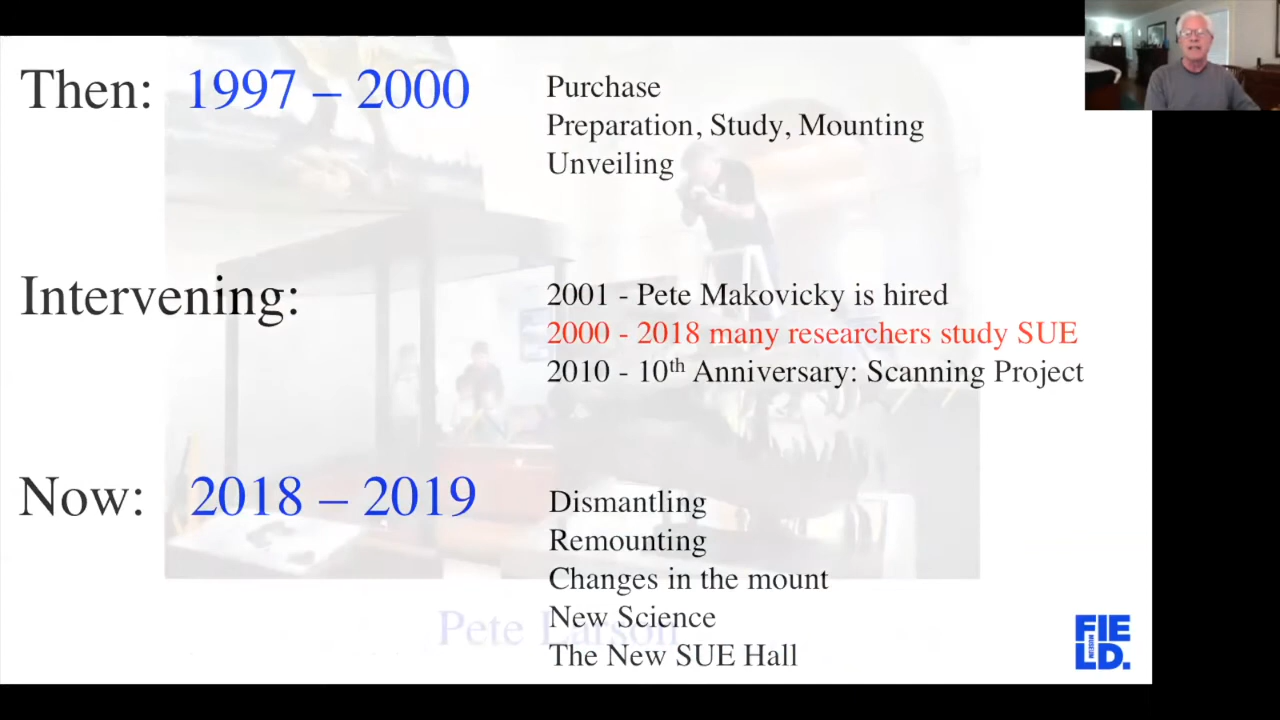 Then: 1997 – 2000
Purchase
Preparation, Study, Mounting
Unveiling
Intervening:
2001 - Pete Makovicky is hired
2000 - 2018 many researchers study SUE
2010 - 10th Anniversary: Scanning Project
Now: 2018 – 2019
Dismantling
Remounting
Changes in the mount
New Science
The New SUE Hall
Pete Larson
FIELD.
MUSEUM